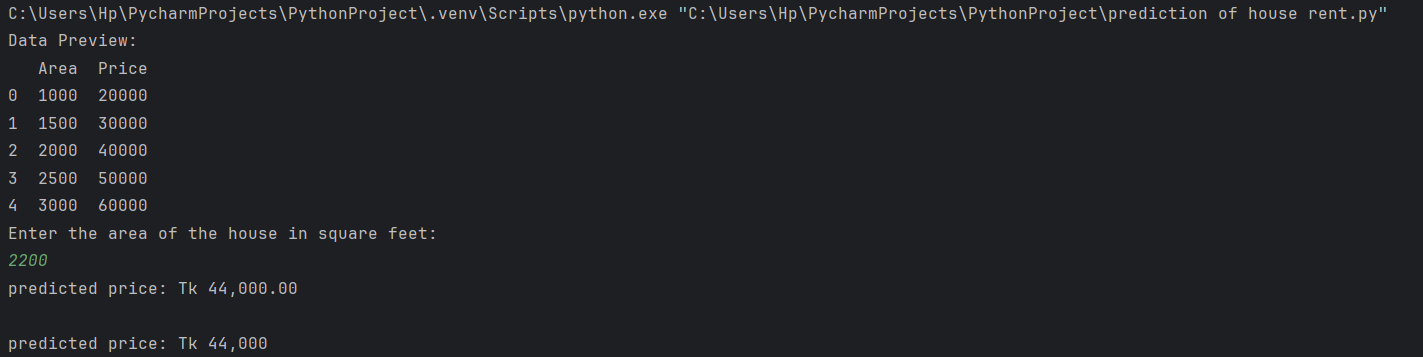 C:\Users\Hp\PycharmProjects\PythonProject\.venv\Scripts\python.exe "C:\Users\Hp\PycharmProjects\PythonProject\prediction of house rent.py"
Data Preview:
   Area  Price
0  1000  20000
1  1500  30000
2  2000  40000
3  2500  50000
4  3000  60000
Enter the area of the house in square feet:
2200
predicted price: Tk 44,000.00
predicted price: Tk 44,000